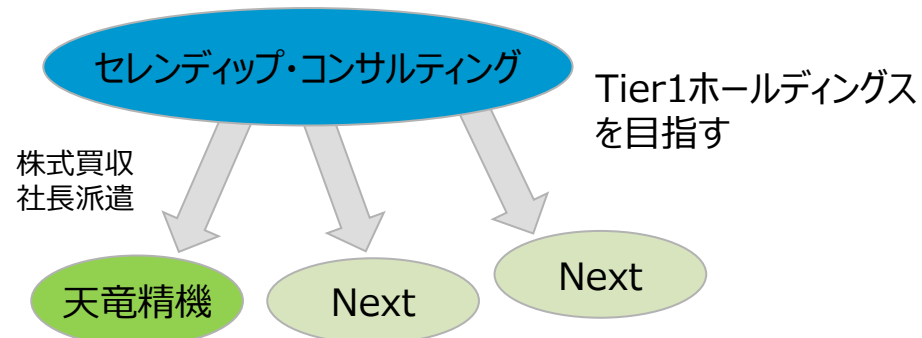 セレンディップ・コンサルティング
Tier1ホールディングス
を目指す
株式買収
社長派遣
天竜精機
Next
Next